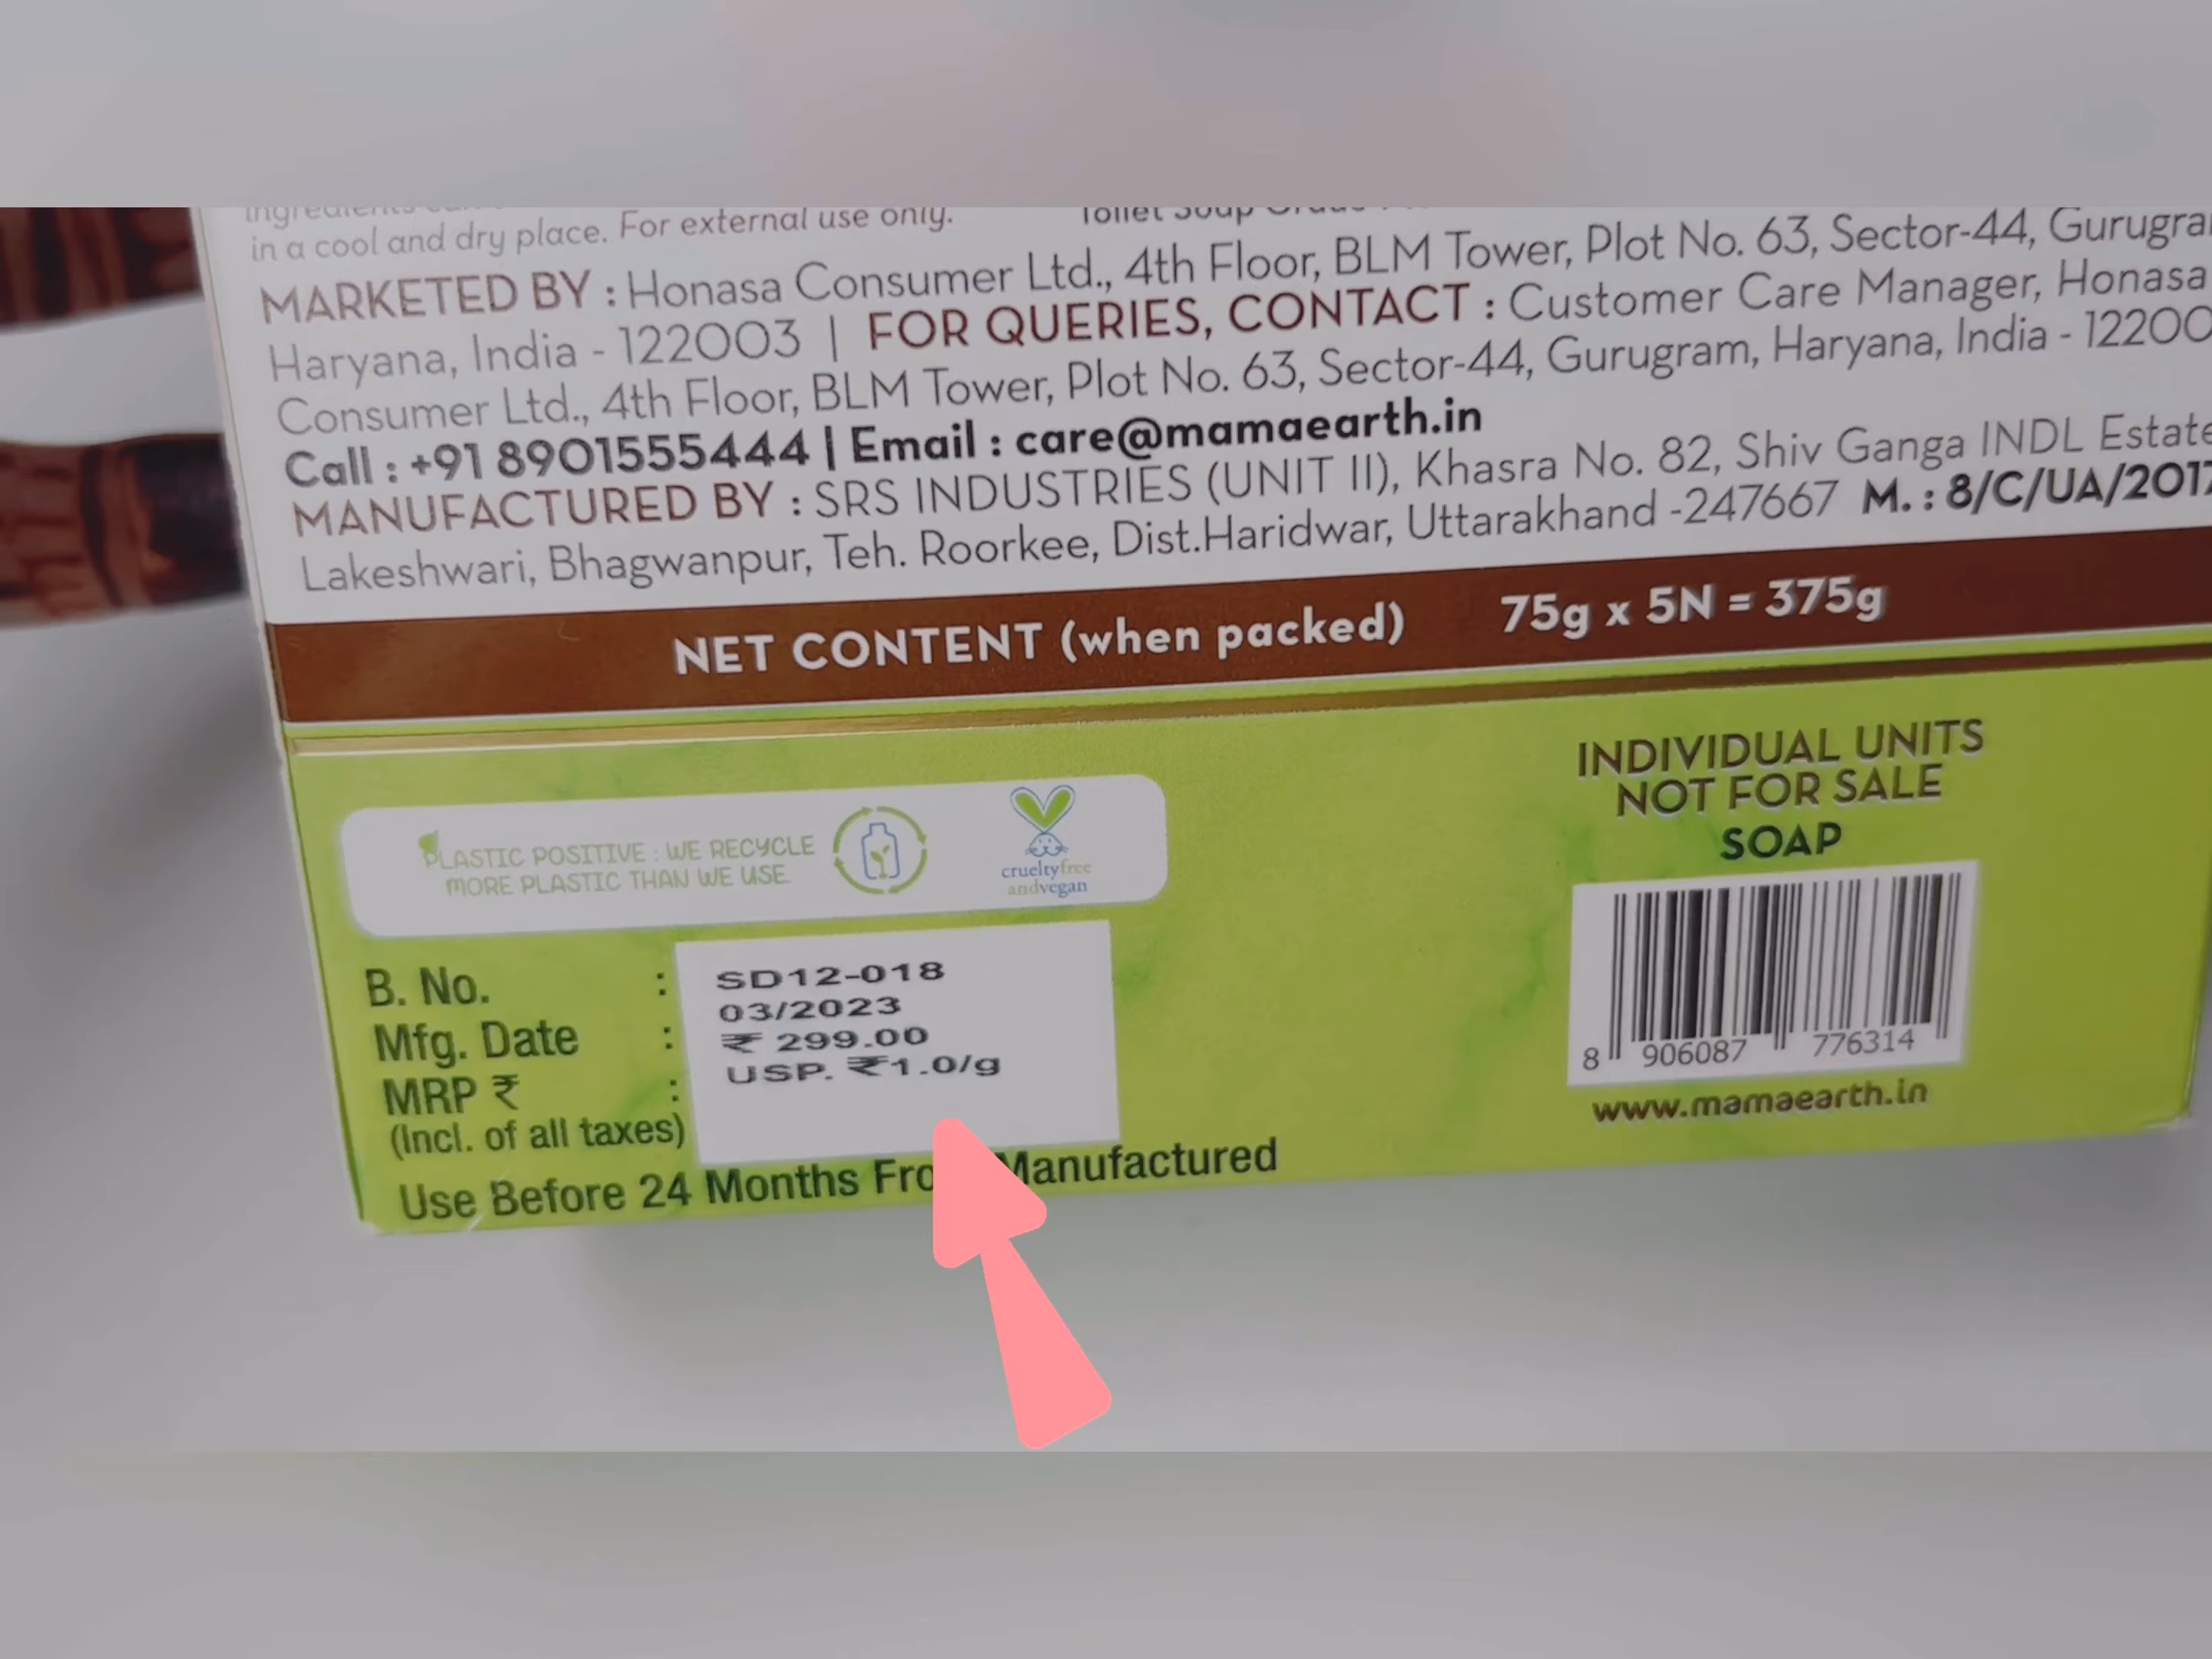 in a cool and dry place. For external use only.
MARKETED BY : Honasa Consumer Ltd., 4th Floor, BLM Tower, Plot No. 63, Sector-44,
Haryana, India - 122003 | FOR QUERIES, CONTACT : Customer Care Manager, Honasa
Consumer Ltd., 4th Floor, BLM Tower, Plot No. 63, Sector-44, Gurugram, Haryana, India -
Call : +91 8901555444 | Email : care@mamaearth.in
MANUFACTURED BY : SRS INDUSTRIES (UNIT II), Khasra No. 82, Shiv Ganga INDL Estate
Lakeshwari, Bhagwanpur, Teh. Roorkee, Dist.Haridwar, Uttarakhand -247667 M. : 8/C/UA/2017
NET CONTENT (when packed) 75g x 5N = 375g
PLASTIC POSITIVE : WE RECYCLE
MORE PLASTIC THAN WE USE.
crueltyfree
andvegan
INDIVIDUAL UNITS
NOT FOR SALE
SOAP
B. No. : SD12-018
Mfg. Date : 03/2023
MRP ₹ : ₹ 299.00
(Incl. of all taxes) USP. ₹1.0/g
Use Before 24 Months Manufactured
8 906087 776314
www.mamaearth.in